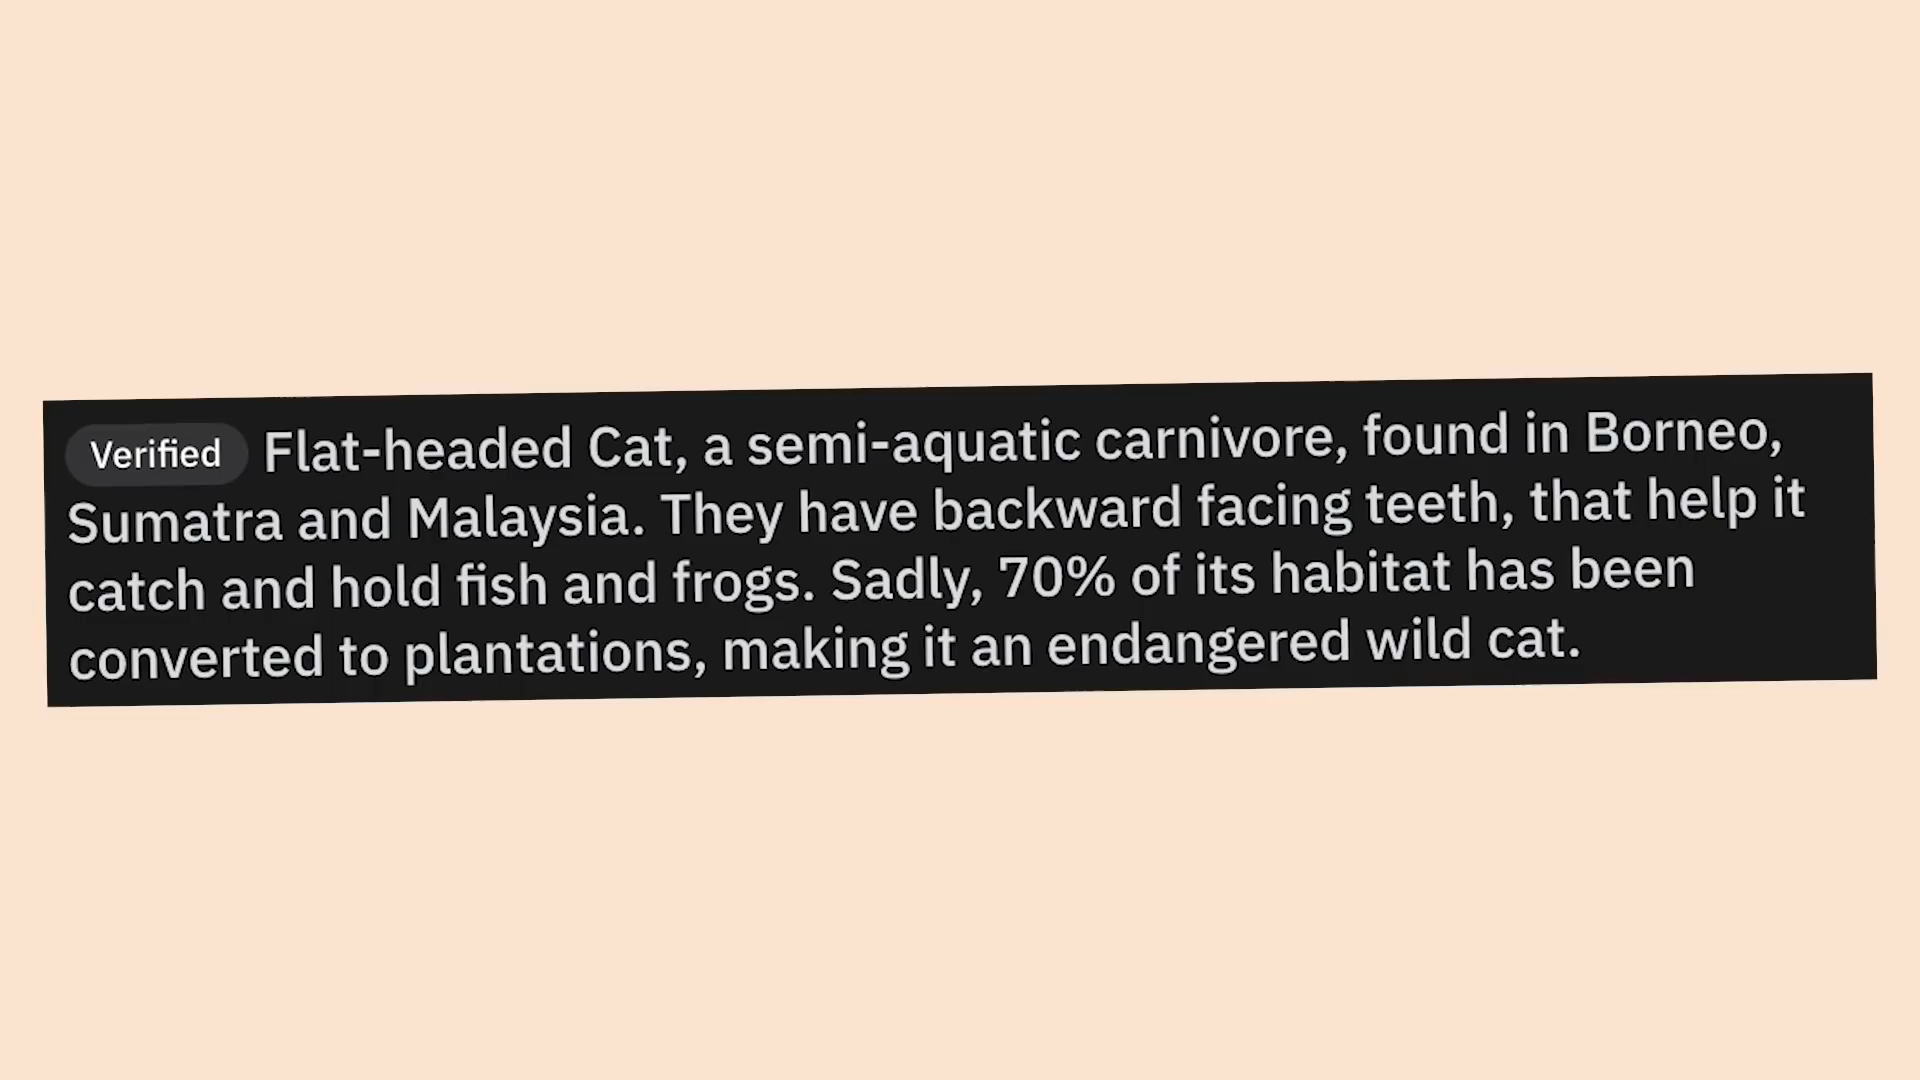 Verified Flat-headed Cat, a semi-aquatic carnivore, found in Borneo,
Sumatra and Malaysia. They have backward facing teeth, that help it
catch and hold fish and frogs. Sadly, 70% of its habitat has been
converted to plantations, making it an endangered wild cat.